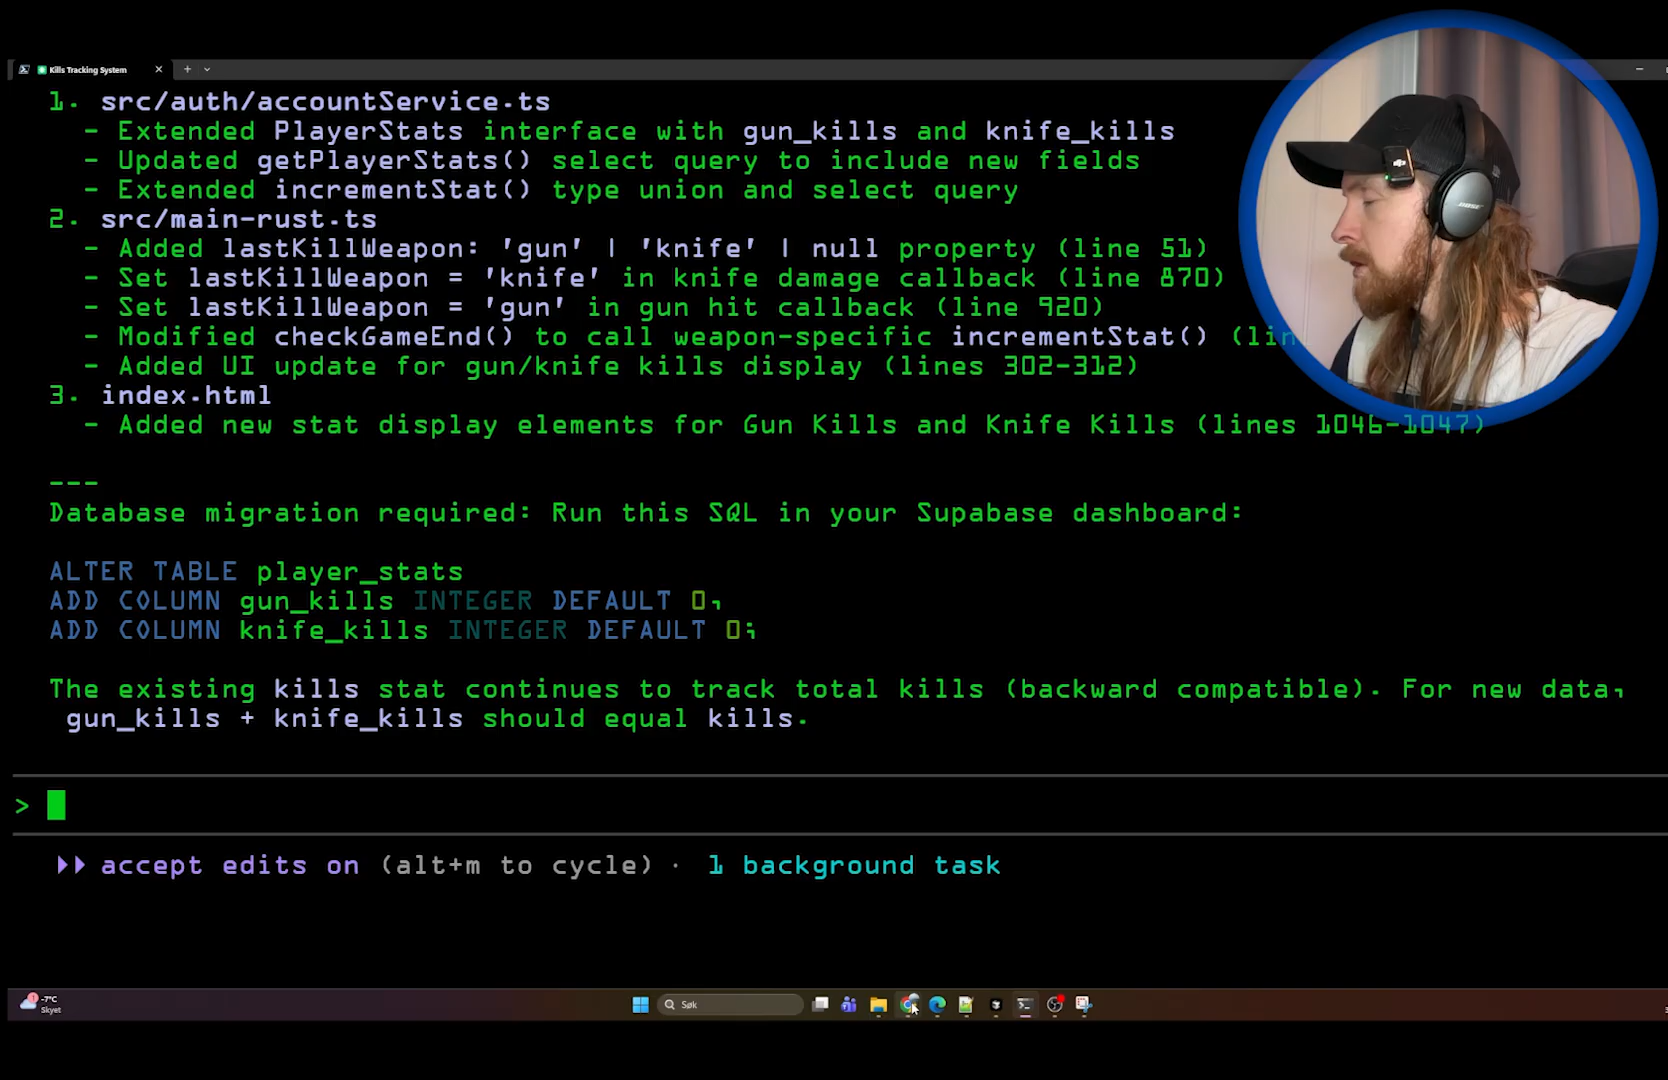 Kills Tracking System
1. src/auth/accountService.ts
- Extended PlayerStats interface with gun_kills and knife_kills
- Updated getPlayerStats() select query to include new fields
- Extended incrementStat() type union and select query
2. src/main-rust.ts
- Added lastKillWeapon: 'gun' | 'knife' | null property (line 51)
- Set lastKillWeapon = 'knife' in knife damage callback (line 870)
- Set lastKillWeapon = 'gun' in gun hit callback (line 920)
- Modified checkGameEnd() to call weapon-specific incrementStat()
- Added UI update for gun/knife kills display (lines 302-312)
3. index.html
- Added new stat display elements for Gun Kills and Knife Kills (lines 1046-1047)
---
Database migration required: Run this SQL in your Supabase dashboard:
ALTER TABLE player_stats
ADD COLUMN gun_kills INTEGER DEFAULT 0,
ADD COLUMN knife_kills INTEGER DEFAULT 0;
The existing kills stat continues to track total kills (backward compatible). For new data,
gun_kills + knife_kills should equal kills.
>
accept edits on (alt+m to cycle) · 1 background task
1
-7°C
Skyet
Søk
BOSE